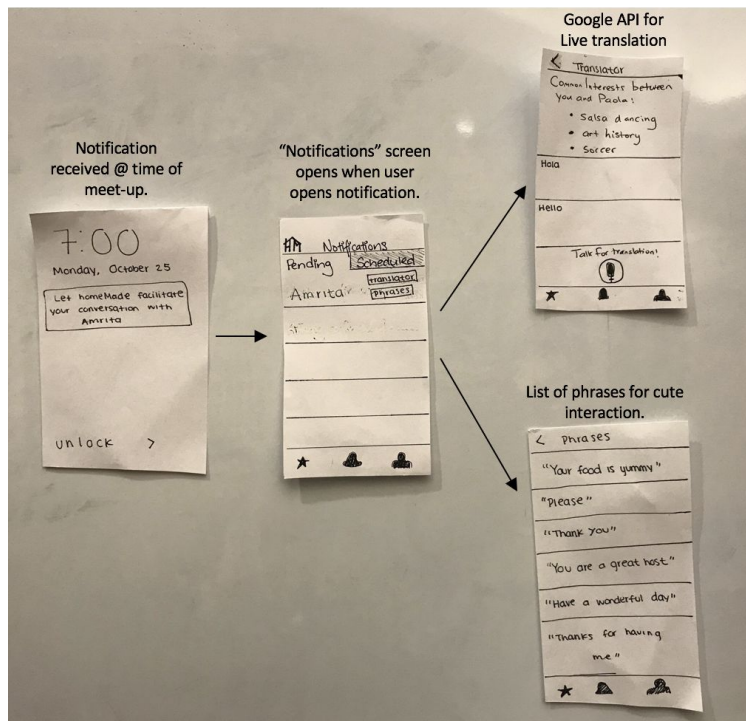 Notification
received @ time of
meet-up.
7:00
Monday, October 25
Let homeMade facilitate
your conversation with
Amrita
unlock >
"Notifications" screen
opens when user
opens notification.
HM Notifications
Pending Scheduled
translator
Amrita phrases
Google API for
Live translation
< Translator
Common Interests between
you and Paola:
• Salsa dancing
• art history
• Soccer
Hola
Hello
Talk for translation!
List of phrases for cute
interaction.
< Phrases
"Your food is yummy"
"Please"
"Thank you"
"You are a great host"
"Have a wonderful day"
"Thanks for having
me"